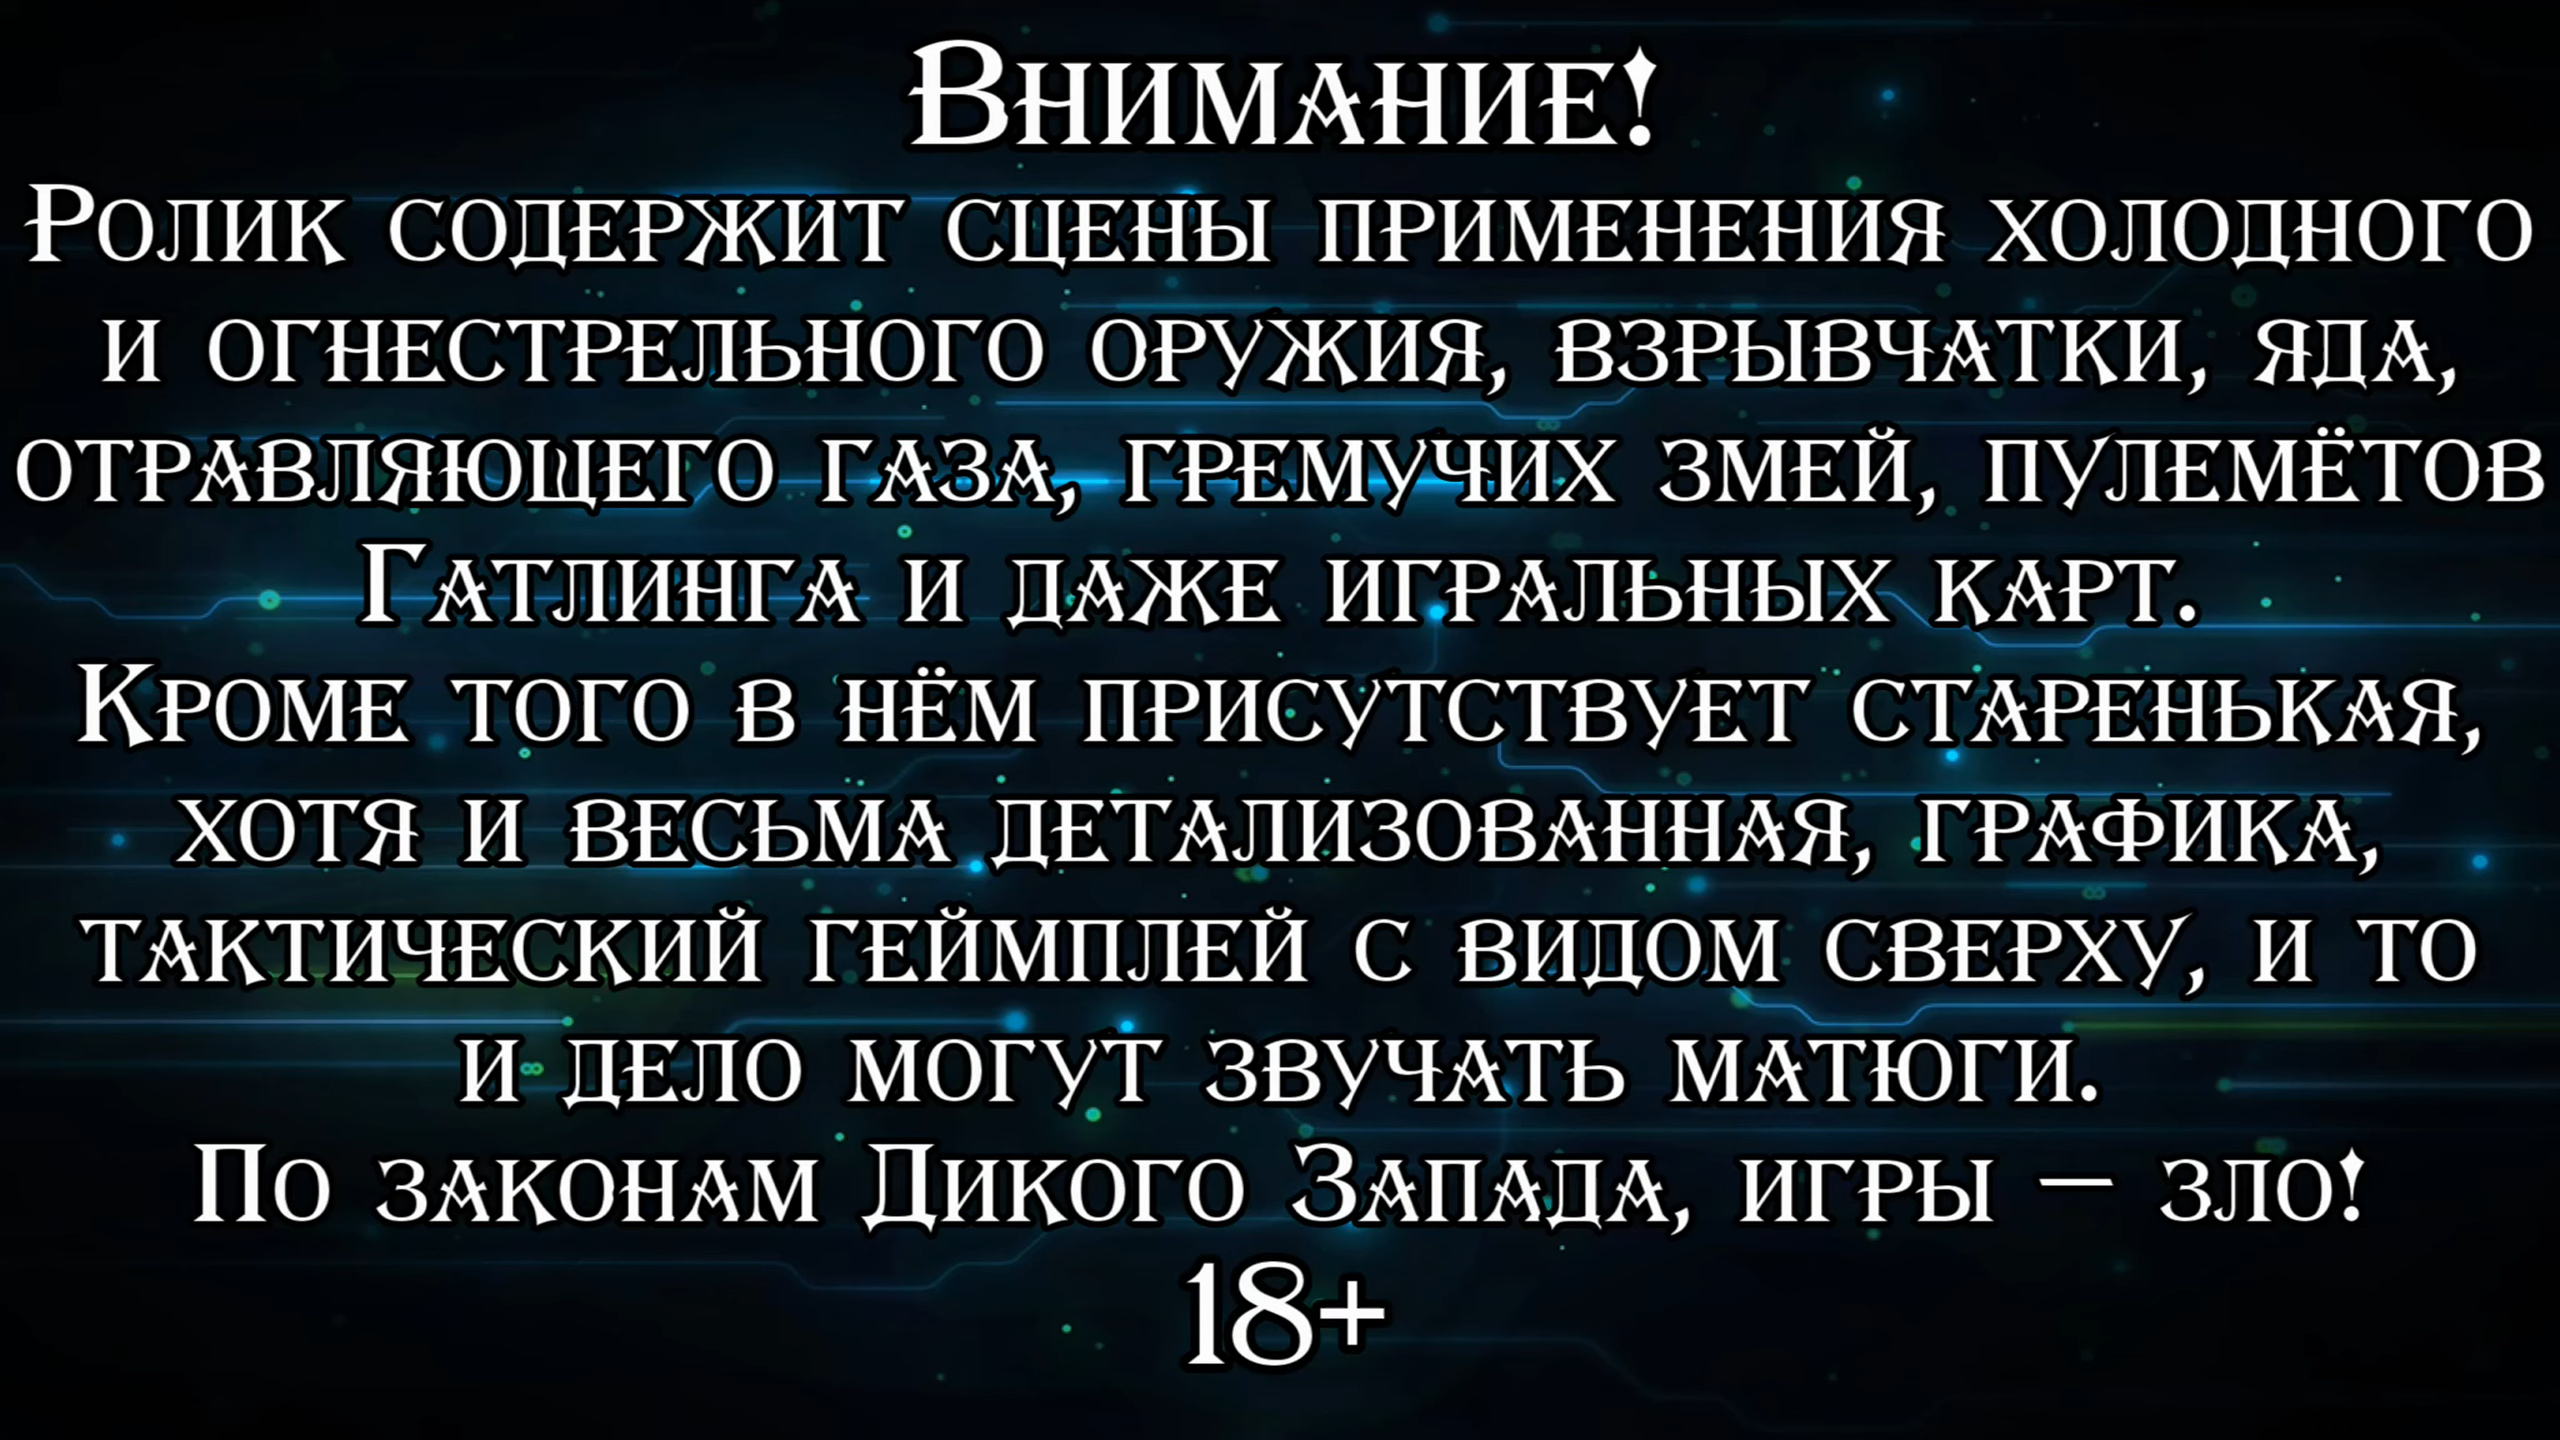 Внимание!
Ролик содержит сцены применения холодного
и огнестрельного оружия, взрывчатки, яда,
отравляющего газа, гремучих змей, пулемётов
Гатлинга и даже игральных карт.
Кроме того в нём присутствует старенькая,
хотя и весьма детализованная, графика,
тактический геймплей с видом сверху, и то
и дело могут звучать матюги.
По законам Дикого Запада, игры — зло!
18+